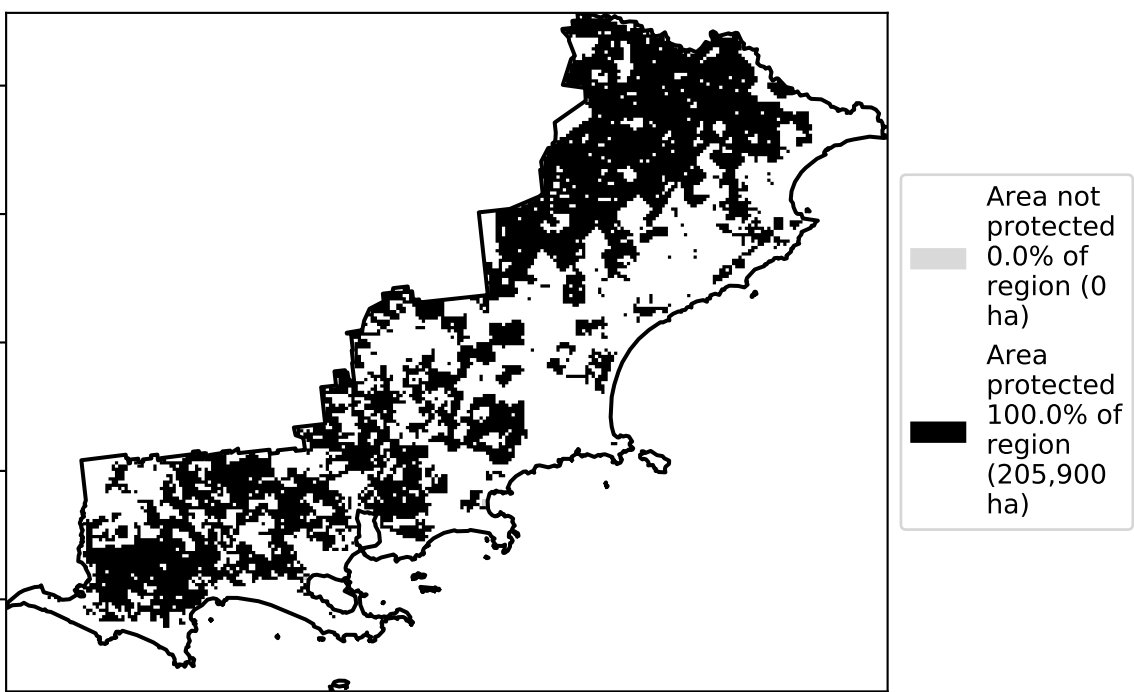 Area not
protected
0.0% of
region (0
ha)
Area
protected
100.0% of
region
(205,900
ha)